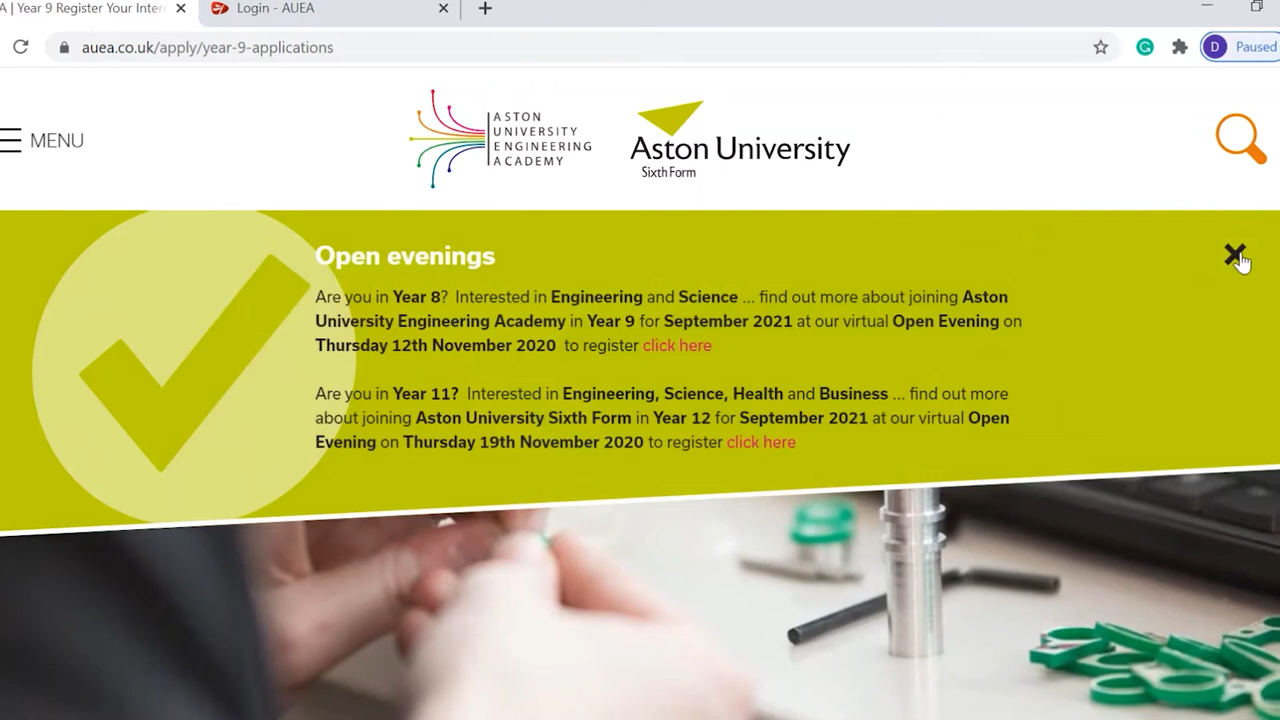 A | Year 9 Register Your Inter
Login - AUEA
auea.co.uk/apply/year-9-applications
D Paused
MENU
ASTON
UNIVERSITY
ENGINEERING
ACADEMY
Aston University
Sixth Form
Open evenings
Are you in Year 8? Interested in Engineering and Science ... find out more about joining Aston
University Engineering Academy in Year 9 for September 2021 at our virtual Open Evening on
Thursday 12th November 2020 to register click here
Are you in Year 11? Interested in Engineering, Science, Health and Business ... find out more
about joining Aston University Sixth Form in Year 12 for September 2021 at our virtual Open
Evening on Thursday 19th November 2020 to register click here